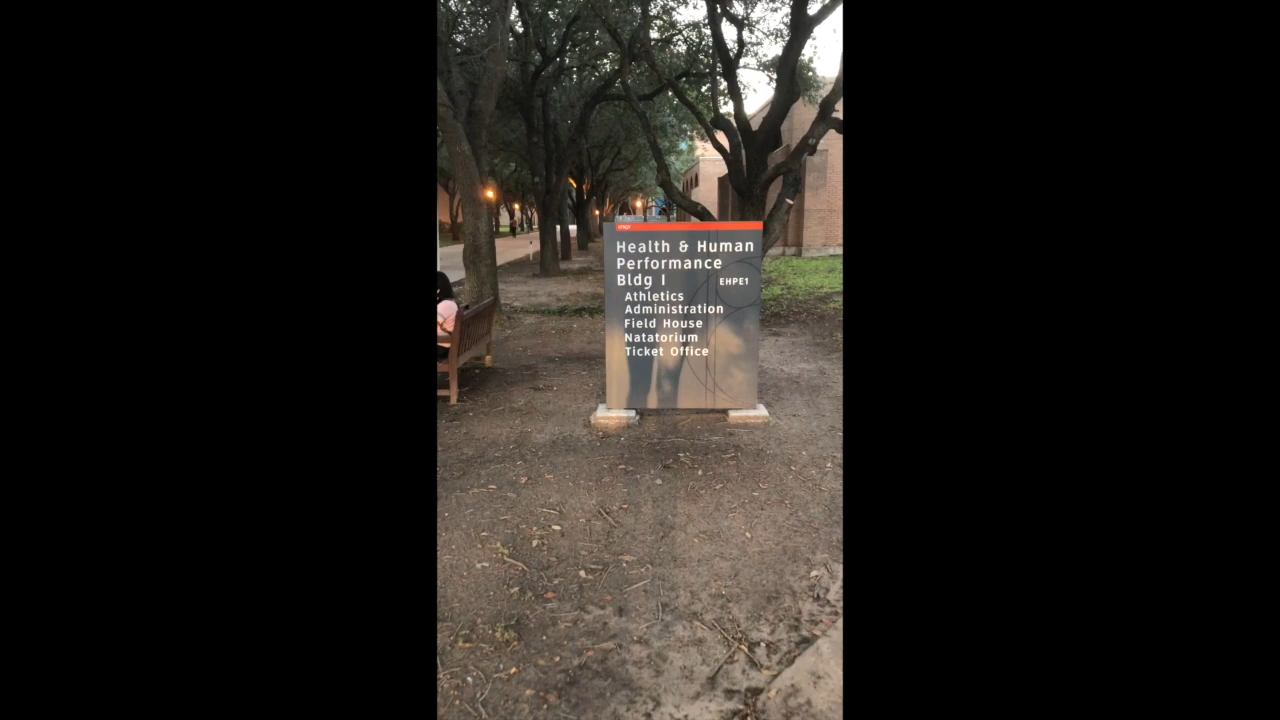 Health & Human
Performance
Bldg I EHPE1
Athletics
Administration
Field House
Natatorium
Ticket Office